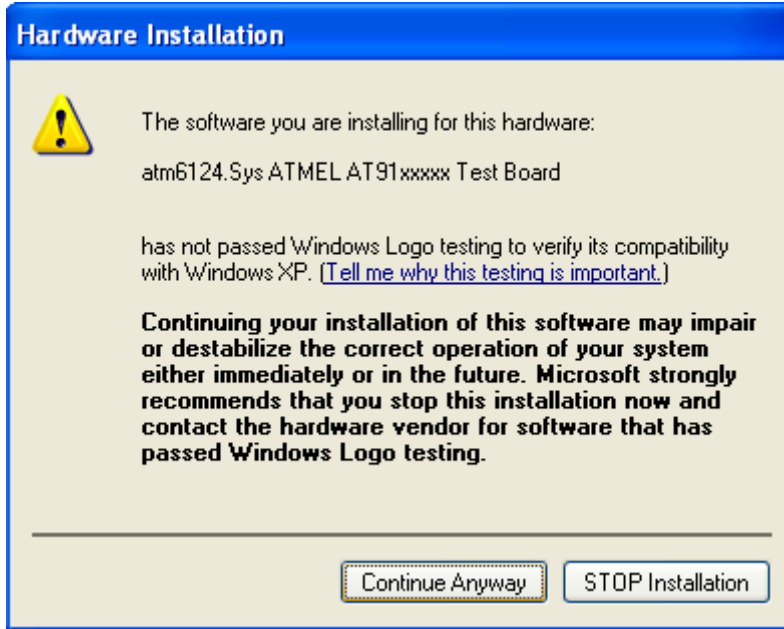 Hardware Installation
The software you are installing for this hardware:
atm6124.Sys ATMEL AT91xxxxx Test Board
has not passed Windows Logo testing to verify its compatibility
with Windows XP. (Tell me why this testing is important.)
Continuing your installation of this software may impair
or destabilize the correct operation of your system
either immediately or in the future. Microsoft strongly
recommends that you stop this installation now and
contact the hardware vendor for software that has
passed Windows Logo testing.
Continue Anyway
STOP Installation